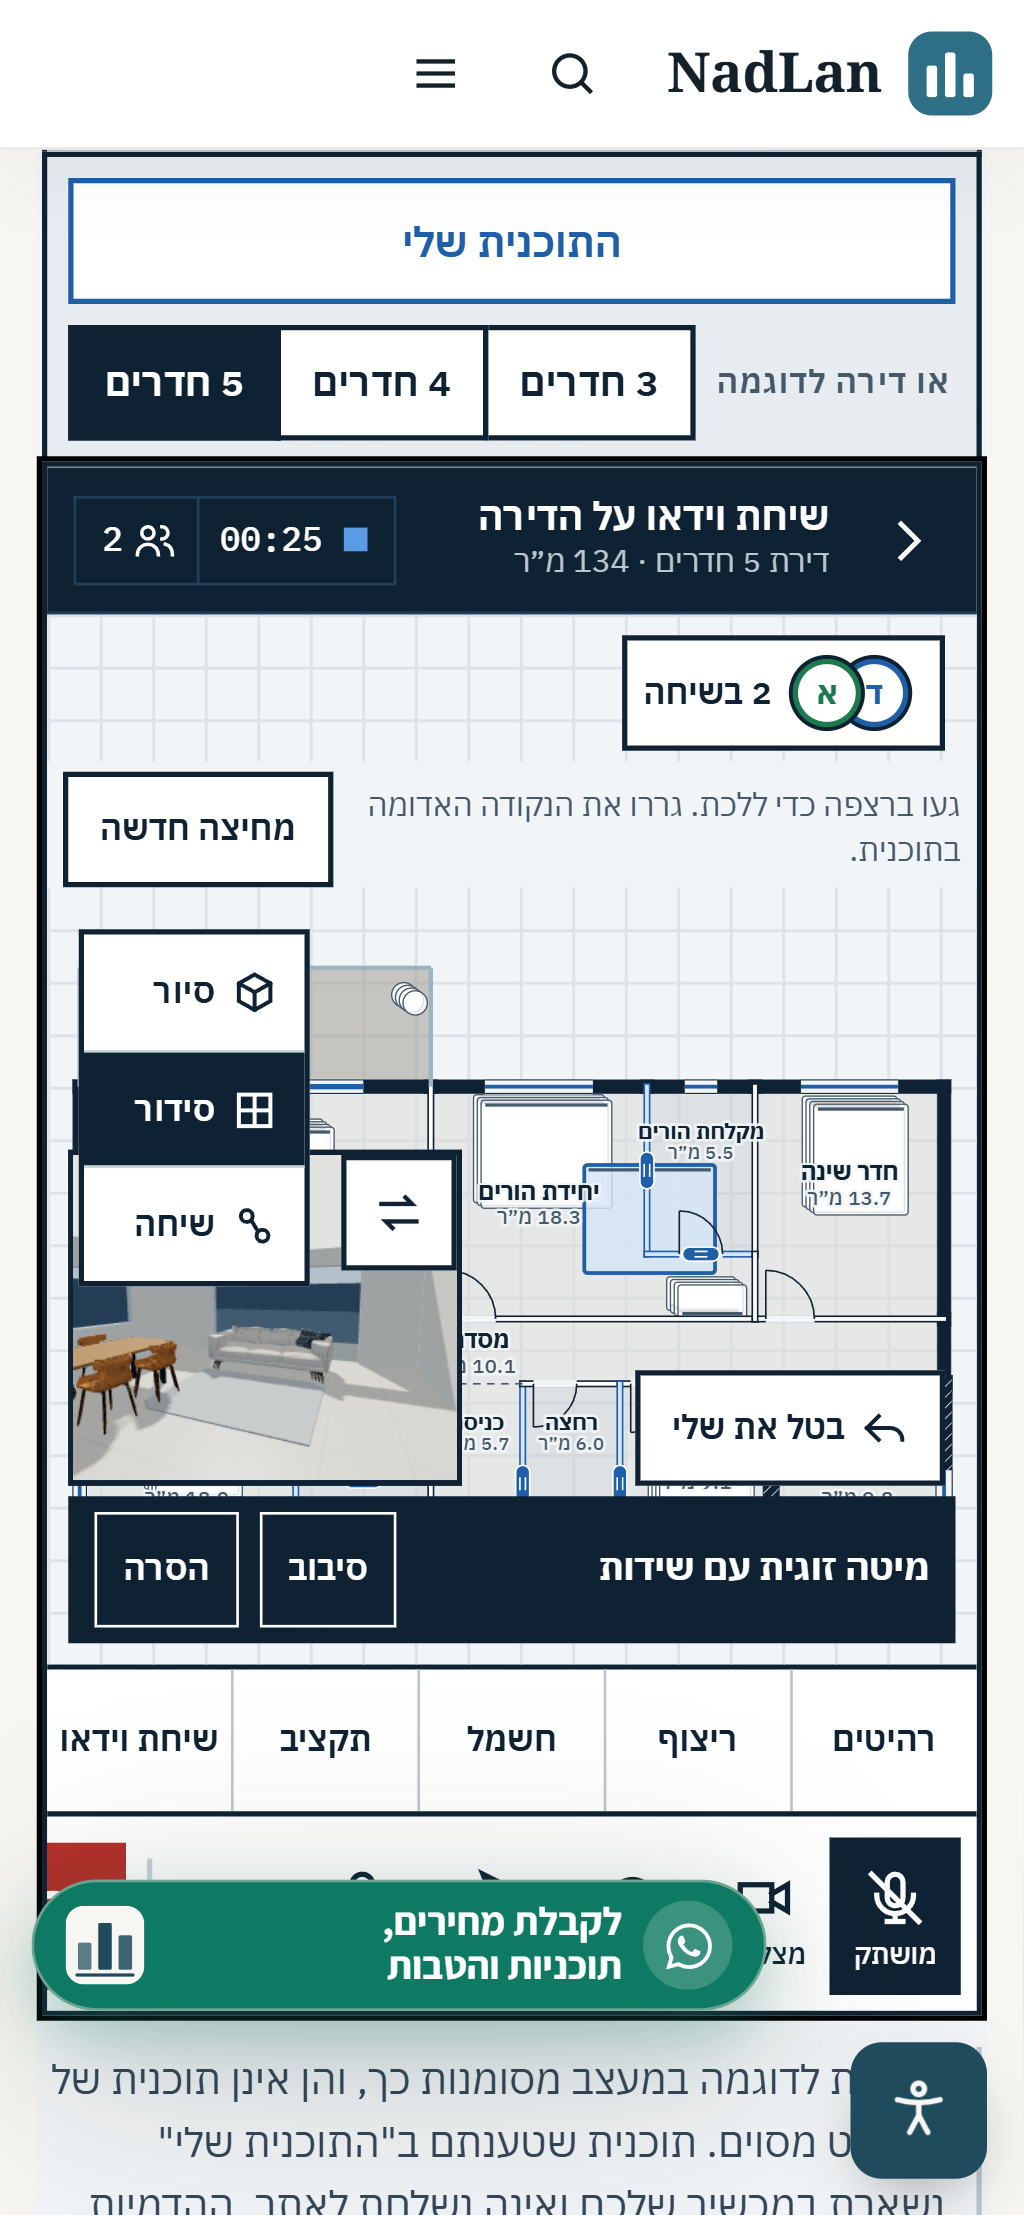 NadLan
התוכנית שלי
או דירה לדוגמה
3 חדרים
4 חדרים
5 חדרים
שיחת וידאו על הדירה
דירת 5 חדרים · 134 מ״ר
00:25
2
ד
א
2 בשיחה
געו ברצפה כדי ללכת. גררו את הנקודה האדומה
בתוכנית.
מחיצה חדשה
סיור
סידור
שיחה
מקלחת הורים
5.5 מ״ר
חדר שינה
13.7 מ״ר
יחידת הורים
18.3 מ״ר
10.1
רחצה
6.0 מ״ר
5.7
בטל את שלי
מיטה זוגית עם שידות
סיבוב
הסרה
רהיטים
ריצוף
חשמל
תקציב
שיחת וידאו
מושתק
לקבלת מחירים,
תוכניות והטבות
לדוגמה במעצב מסומנות כך, והן אינן תוכנית של
מסוים. תוכנית שטענתם ב"התוכנית שלי"
נשארת במכשיר שלכם ואינה נשלחת לאתר. ההדמיות